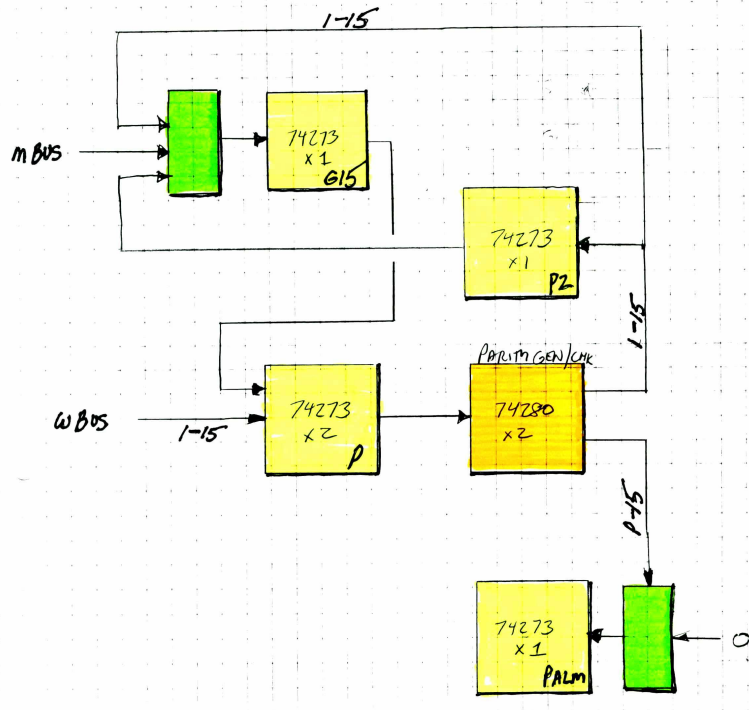 1-15
M BUS
74273
x 1
G15
74273
x 1
P2
1-15
PARITY GEN/CHK
W BUS
1-15
74273
x 2
P
74280
x 2
P-15
74273
x 1
PALM
0